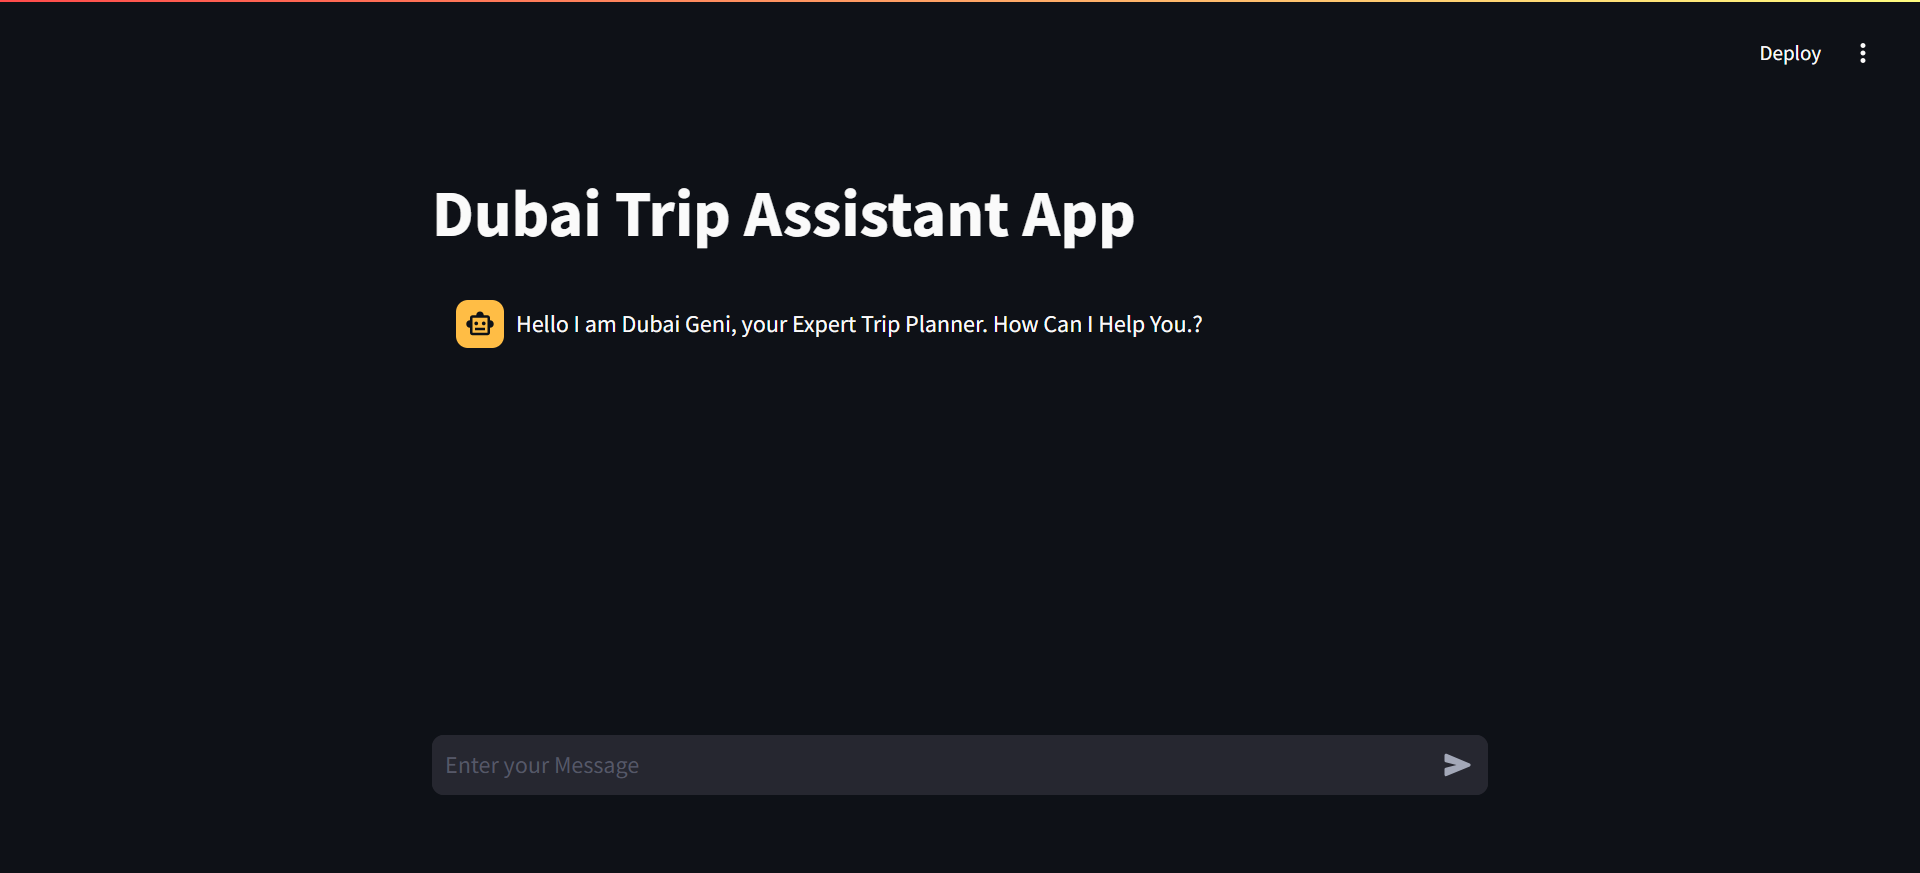 Deploy
Dubai Trip Assistant App
Hello I am Dubai Geni, your Expert Trip Planner. How Can I Help You.?
Enter your Message